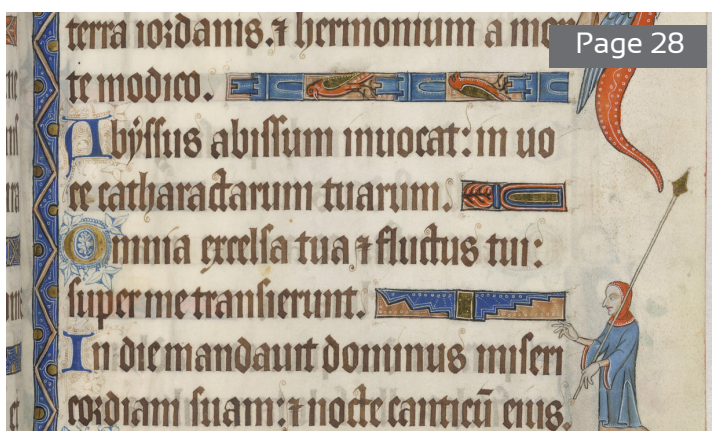 Page 28
terra iordanis. ⁊ hermonium a mon
te modico.
Abyssus abissum inuocat: in uo
ce catharactarum tuarum.
Omnia excelsa tua ⁊ fluctus tui:
super me transierunt.
In die mandauit dominus miseri
cordiam suam: ⁊ nocte canticū eius.